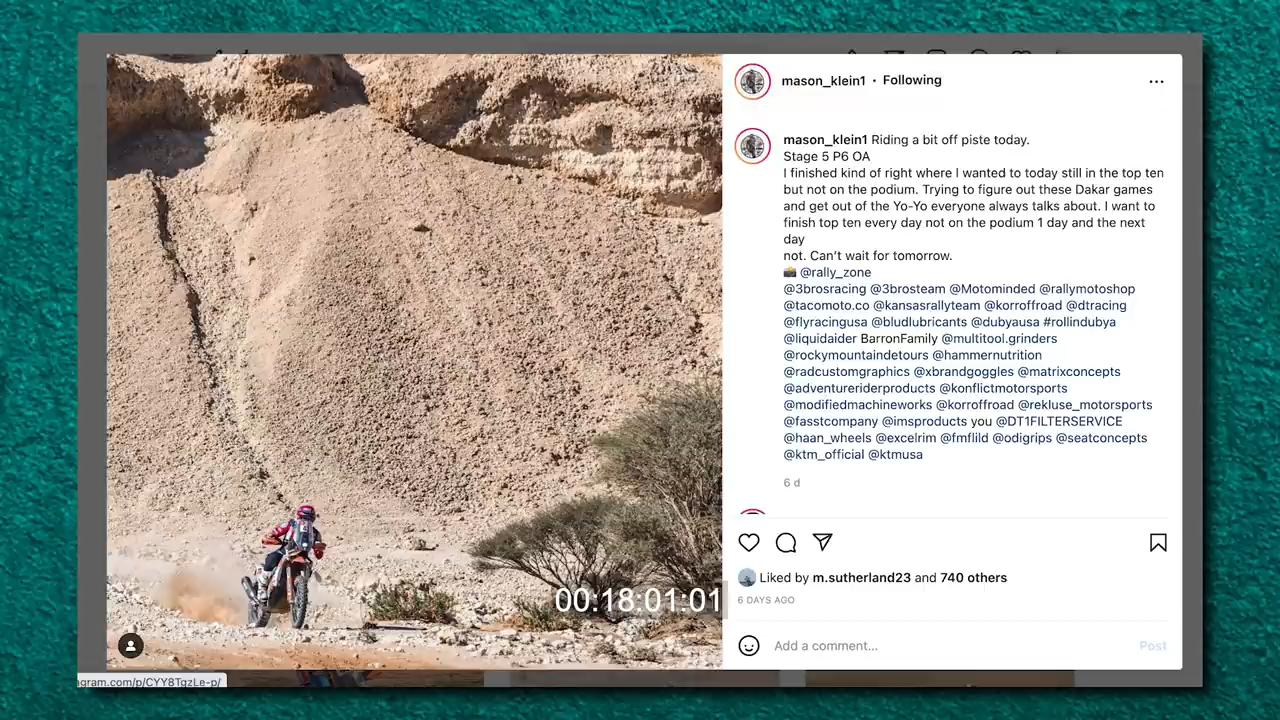 mason_klein1 • Following
mason_klein1 Riding a bit off piste today.
Stage 5 P6 OA
I finished kind of right where I wanted to today still in the top ten
but not on the podium. Trying to figure out these Dakar games
and get out of the Yo-Yo everyone always talks about. I want to
finish top ten every day not on the podium 1 day and the next
day
not. Can't wait for tomorrow.
📸 @rally_zone
@3brosracing @3brosteam @Motominded @rallymotoshop
@tacomoto.co @kansasrallyteam @korroffroad @dtracing
@flyracingusa @bludlubricants @dubyausa #rollindubya
@liquidaider BarronFamily @multitool.grinders
@rockymountaindetours @hammernutrition
@radcustomgraphics @xbrandgoggles @matrixconcepts
@adventureriderproducts @konflictmotorsports
@modifiedmachineworks @korroffroad @rekluse_motorsports
@fasstcompany @imsproducts you @DT1FILTERSERVICE
@haan_wheels @excelrim @fmflild @odigrips @seatconcepts
@ktm_official @ktmusa
6 d
Liked by m.sutherland23 and 740 others
6 DAYS AGO
Add a comment... Post
00:18:01:01
agram.com/p/CYY8TgzLe-p/